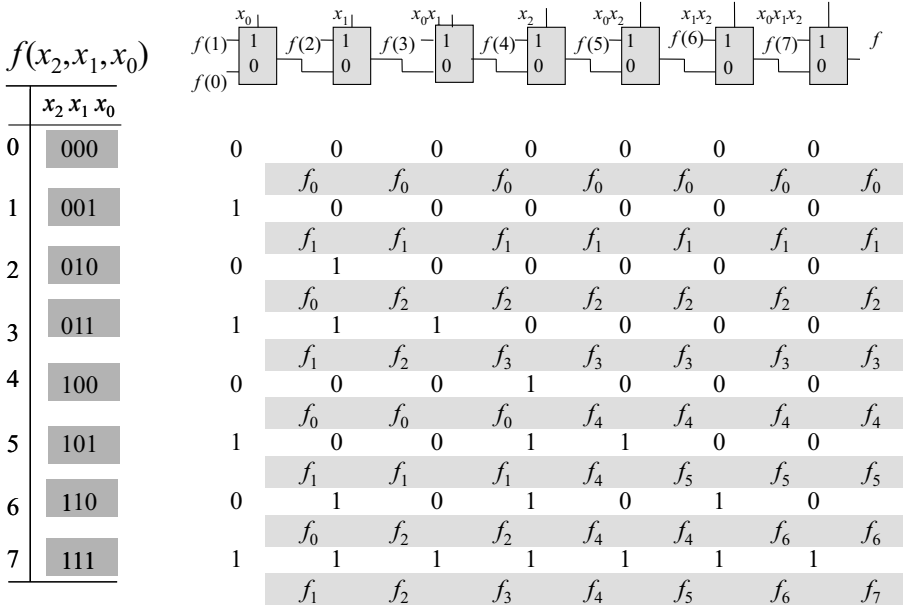 x₀ x₁ x₀x₁ x₂ x₀x₂ x₁x₂ x₀x₁x₂
f(1) 1 f(2) 1 f(3) 1 f(4) 1 f(5) 1 f(6) 1 f(7) 1 f
f(0) 0 0 0 0 0 0 0
f(x₂,x₁,x₀)
x₂ x₁ x₀
0 000 0 0 0 0 0 0 0
f₀ f₀ f₀ f₀ f₀ f₀ f₀
1 001 1 0 0 0 0 0 0
f₁ f₁ f₁ f₁ f₁ f₁ f₁
2 010 0 1 0 0 0 0 0
f₀ f₂ f₂ f₂ f₂ f₂ f₂
3 011 1 1 1 0 0 0 0
f₁ f₂ f₃ f₃ f₃ f₃ f₃
4 100 0 0 0 1 0 0 0
f₀ f₀ f₀ f₄ f₄ f₄ f₄
5 101 1 0 0 1 1 0 0
f₁ f₁ f₁ f₄ f₅ f₅ f₅
6 110 0 1 0 1 0 1 0
f₀ f₂ f₂ f₄ f₄ f₆ f₆
7 111 1 1 1 1 1 1 1
f₁ f₂ f₃ f₄ f₅ f₆ f₇